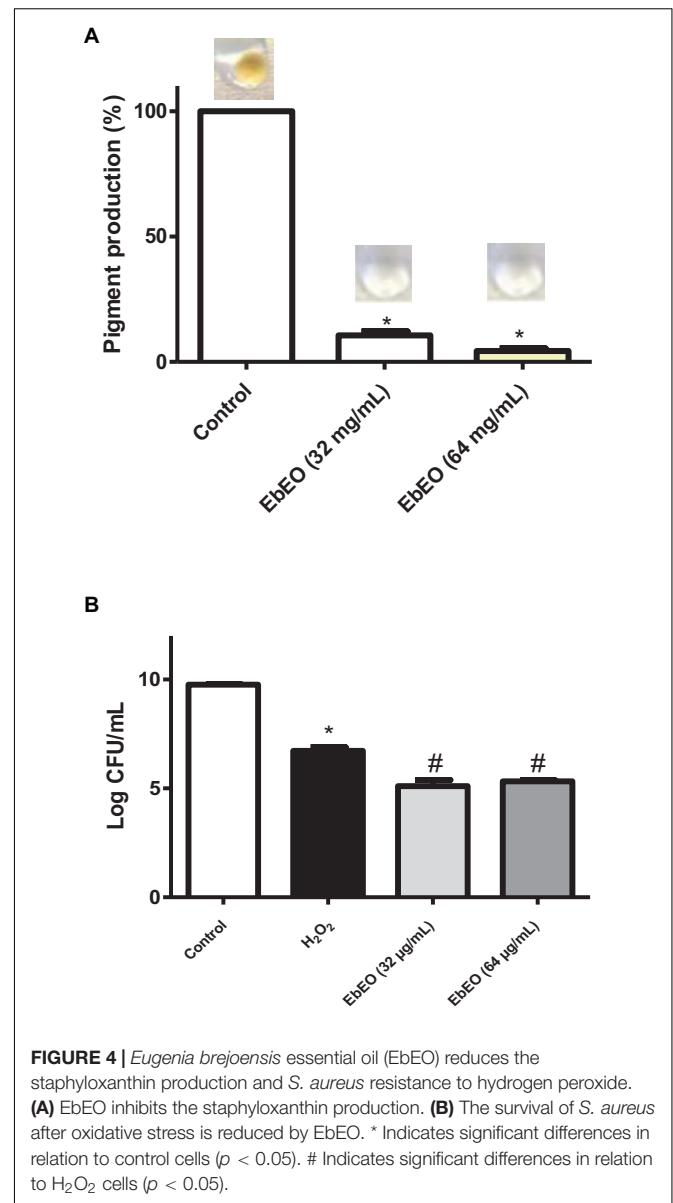 A
Pigment production (%)
100
50
0
*
*
Control
EbEO (32 mg/mL)
EbEO (64 mg/mL)
B
Log CFU/mL
10
5
0
*
#
#
Control
H₂O₂
EbEO (32 µg/mL)
EbEO (64 µg/mL)
FIGURE 4 | Eugenia brejoensis essential oil (EbEO) reduces the
staphyloxanthin production and S. aureus resistance to hydrogen peroxide.
(A) EbEO inhibits the staphyloxanthin production. (B) The survival of S. aureus
after oxidative stress is reduced by EbEO. * Indicates significant differences in
relation to control cells (p < 0.05). # Indicates significant differences in relation
to H₂O₂ cells (p < 0.05).